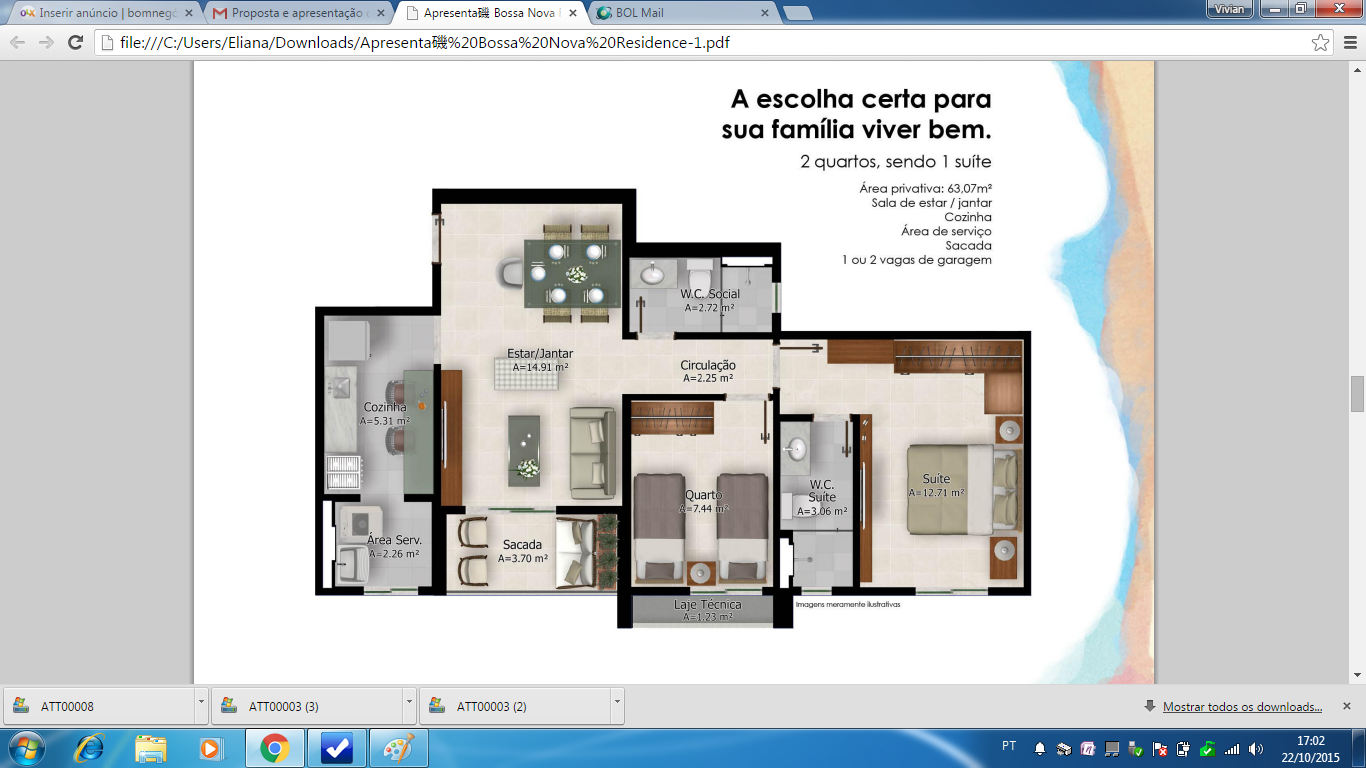 Inserir anúncio | bomnegó
Proposta e apresentação
Apresenta磯 Bossa Nova
BOL Mail
Vivian
file:///C:/Users/Eliana/Downloads/Apresenta磯%20Bossa%20Nova%20Residence-1.pdf
A escolha certa para
sua família viver bem.
2 quartos, sendo 1 suíte
Área privativa: 63,07m²
Sala de estar / jantar
Cozinha
Área de serviço
Sacada
1 ou 2 vagas de garagem
W.C. Social
A=2.72 m²
Estar/Jantar
A=14.91 m²
Circulação
A=2.25 m²
Cozinha
A=5.31 m²
Suíte
A=12.71 m²
W.C.
Suíte
A=3.06 m²
Quarto
A=7.44 m²
Área Serv.
A=2.26 m²
Sacada
A=3.70 m²
Laje Técnica
A=1.23 m²
Imagens meramente ilustrativas
ATT00008
ATT00003 (3)
ATT00003 (2)
Mostrar todos os downloads...
PT
17:02
22/10/2015